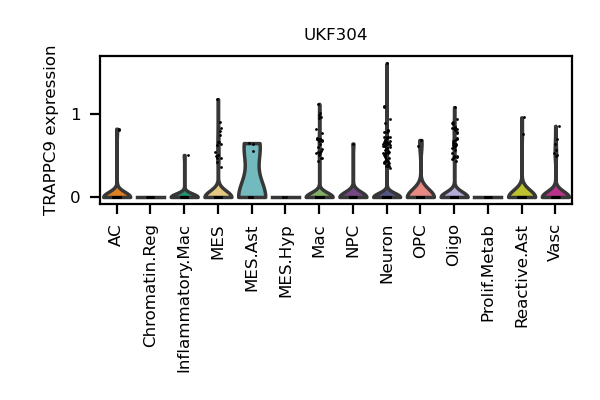 UKF304
TRAPPC9 expression
1
0
AC
Chromatin.Reg
Inflammatory.Mac
MES
MES.Ast
MES.Hyp
Mac
NPC
Neuron
OPC
Oligo
Prolif.Metab
Reactive.Ast
Vasc